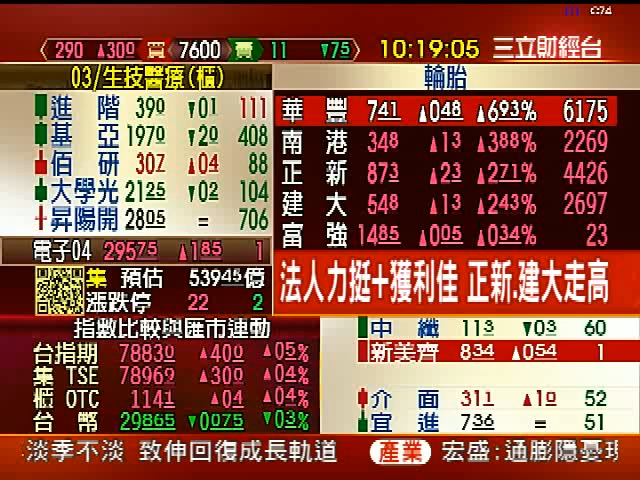 290 ▲300 買 7600 賣 11 ▼75 10:19:05 三立財經台
03/生技醫療(櫃)
進階 390 ▼01 111
基亞 1970 ▼20 408
佰研 307 ▲04 88
大學光 2125 ▼02 104
昇陽開 2805 = 706
電子04 29575 ▲185 1
集 預估 53945億
漲跌停 22 2
輪胎
華豐 741 ▲048 ▲693% 6175
南港 348 ▲13 ▲388% 2269
正新 873 ▲23 ▲271% 4426
建大 548 ▲13 ▲243% 2697
富強 1485 ▲005 ▲034% 23
法人力挺+獲利佳 正新.建大走高
指數比較與匯市連動
台指期 78830 ▲400 ▲05%
集 TSE 78969 ▲300 ▲04%
櫃 OTC 1141 ▲04 ▲04%
台幣 29865 ▼0075 ▼03%
中纖 113 ▼03 60
新美齊 834 ▲054 1
介面 311 ▲10 52
宜進 736 = 51
淡季不淡 致伸回復成長軌道 產業 宏盛:通膨隱憂